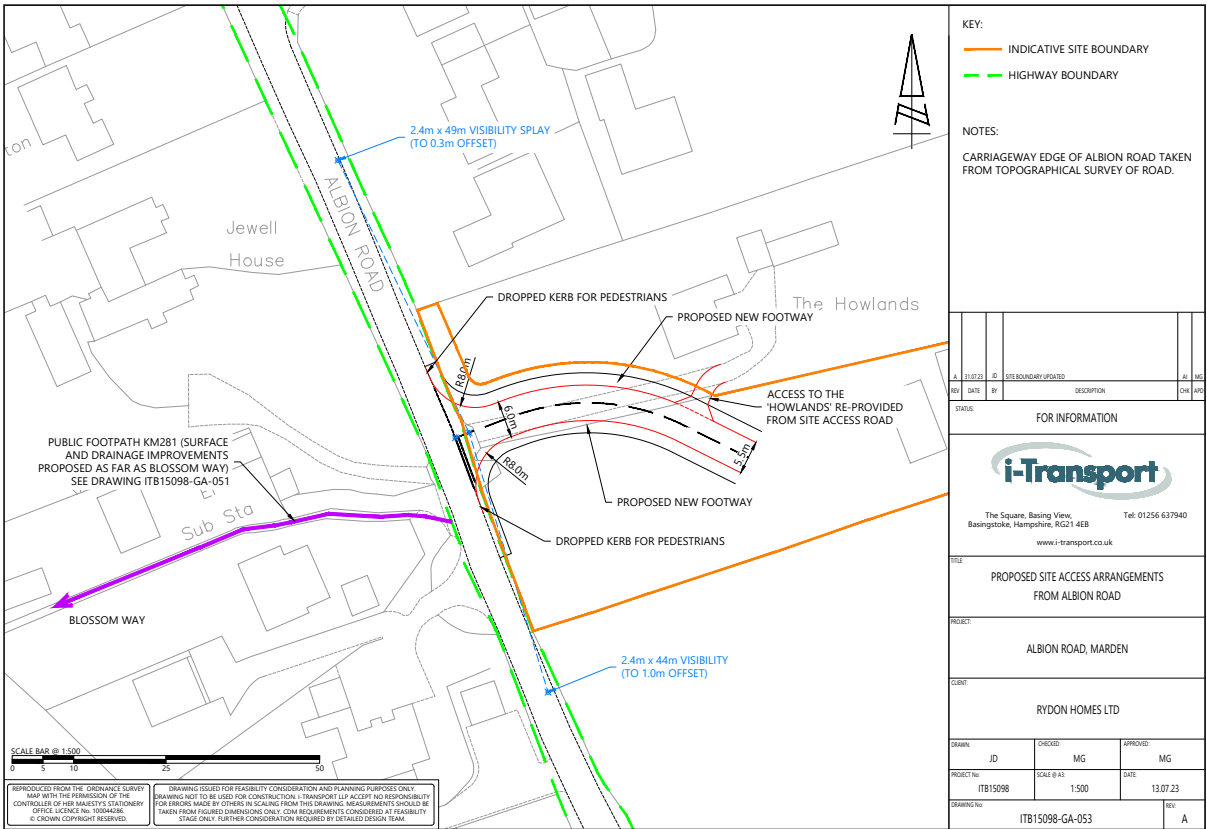 2.4m x 49m VISIBILITY SPLAY
(TO 0.3m OFFSET)
ton
ALBION ROAD
Jewell
House
DROPPED KERB FOR PEDESTRIANS
PROPOSED NEW FOOTWAY
The Howlands
R8.0m
6.0m
R8.0m
5.5m
ACCESS TO THE
'HOWLANDS' RE-PROVIDED
FROM SITE ACCESS ROAD
PUBLIC FOOTPATH KM281 (SURFACE
AND DRAINAGE IMPROVEMENTS
PROPOSED AS FAR AS BLOSSOM WAY)
SEE DRAWING ITB15098-GA-051
El
Sub Sta
PROPOSED NEW FOOTWAY
DROPPED KERB FOR PEDESTRIANS
BLOSSOM WAY
2.4m x 44m VISIBILITY
(TO 1.0m OFFSET)
SCALE BAR @ 1:500
0 5 10 25 50
REPRODUCED FROM THE ORDNANCE SURVEY
MAP WITH THE PERMISSION OF THE
CONTROLLER OF HER MAJESTY'S STATIONERY
OFFICE. LICENCE No. 100044286.
© CROWN COPYRIGHT RESERVED.
DRAWING ISSUED FOR FEASIBILITY CONSIDERATION AND PLANNING PURPOSES ONLY.
DRAWING NOT TO BE USED FOR CONSTRUCTION. i-TRANSPORT LLP ACCEPT NO RESPONSIBILITY
FOR ERRORS MADE BY OTHERS IN SCALING FROM THIS DRAWING. MEASUREMENTS SHOULD BE
TAKEN FROM FIGURED DIMENSIONS ONLY. CDM REQUIREMENTS CONSIDERED AT FEASIBILITY
STAGE ONLY. FURTHER CONSIDERATION REQUIRED BY DETAILED DESIGN TEAM.
N
KEY:
INDICATIVE SITE BOUNDARY
HIGHWAY BOUNDARY
NOTES:
CARRIAGEWAY EDGE OF ALBION ROAD TAKEN
FROM TOPOGRAPHICAL SURVEY OF ROAD.
A 31.07.23 JD SITE BOUNDARY UPDATED AI MG
REV DATE BY DESCRIPTION CHK APD
STATUS:
FOR INFORMATION
i-Transport
The Square, Basing View,
Basingstoke, Hampshire, RG21 4EB
Tel: 01256 637940
www.i-transport.co.uk
TITLE:
PROPOSED SITE ACCESS ARRANGEMENTS
FROM ALBION ROAD
PROJECT:
ALBION ROAD, MARDEN
CLIENT:
RYDON HOMES LTD
DRAWN: CHECKED: APPROVED:
JD MG MG
PROJECT No: SCALE @ A3: DATE:
ITB15098 1:500 13.07.23
DRAWING No: REV:
ITB15098-GA-053 A